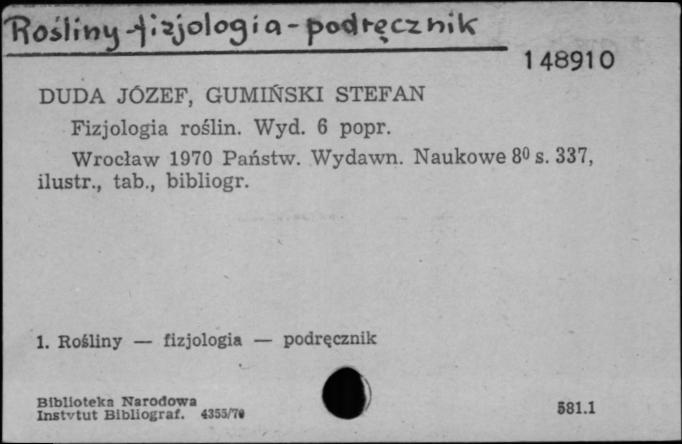 Rośliny - fizjologia - podręcznik
148910
DUDA JÓZEF, GUMIŃSKI STEFAN
Fizjologia roślin. Wyd. 6 popr.
Wrocław 1970 Państw. Wydawn. Naukowe 8⁰ s. 337,
ilustr., tab., bibliogr.
1. Rośliny — fizjologia — podręcznik
Biblioteka Narodowa
Instytut Bibliograf. 4355/70
581.1